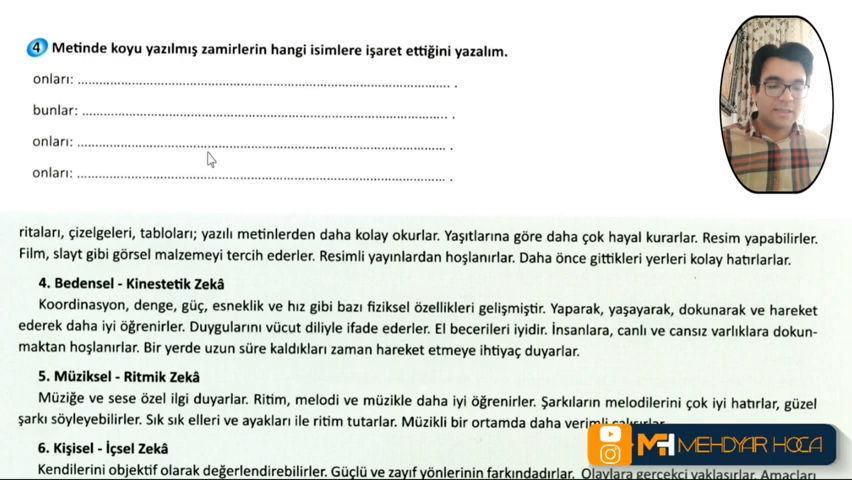 4 Metinde koyu yazılmış zamirlerin hangi isimlere işaret ettiğini yazalım.
onları: ........................................................................ .
bunlar: ........................................................................ .
onları: ........................................................................ .
onları: ........................................................................ .
ritaları, çizelgeleri, tabloları; yazılı metinlerden daha kolay okurlar. Yaşıtlarına göre daha çok hayal kurarlar. Resim yapabilirler.
Film, slayt gibi görsel malzemeyi tercih ederler. Resimli yayınlardan hoşlanırlar. Daha önce gittikleri yerleri kolay hatırlarlar.
4. Bedensel - Kinestetik Zekâ
Koordinasyon, denge, güç, esneklik ve hız gibi bazı fiziksel özellikleri gelişmiştir. Yaparak, yaşayarak, dokunarak ve hareket
ederek daha iyi öğrenirler. Duygularını vücut diliyle ifade ederler. El becerileri iyidir. İnsanlara, canlı ve cansız varlıklara dokun-
maktan hoşlanırlar. Bir yerde uzun süre kaldıkları zaman hareket etmeye ihtiyaç duyarlar.
5. Müziksel - Ritmik Zekâ
Müziğe ve sese özel ilgi duyarlar. Ritim, melodi ve müzikle daha iyi öğrenirler. Şarkıların melodilerini çok iyi hatırlar, güzel
şarkı söyleyebilirler. Sık sık elleri ve ayakları ile ritim tutarlar. Müzikli bir ortamda daha verimli çalışırlar.
MEHDYAR HOCA
6. Kişisel - İçsel Zekâ
Kendilerini objektif olarak değerlendirebilirler. Güçlü ve zayıf yönlerinin farkındadırlar. Olaylara gerçekçi yaklaşırlar. Amaçları